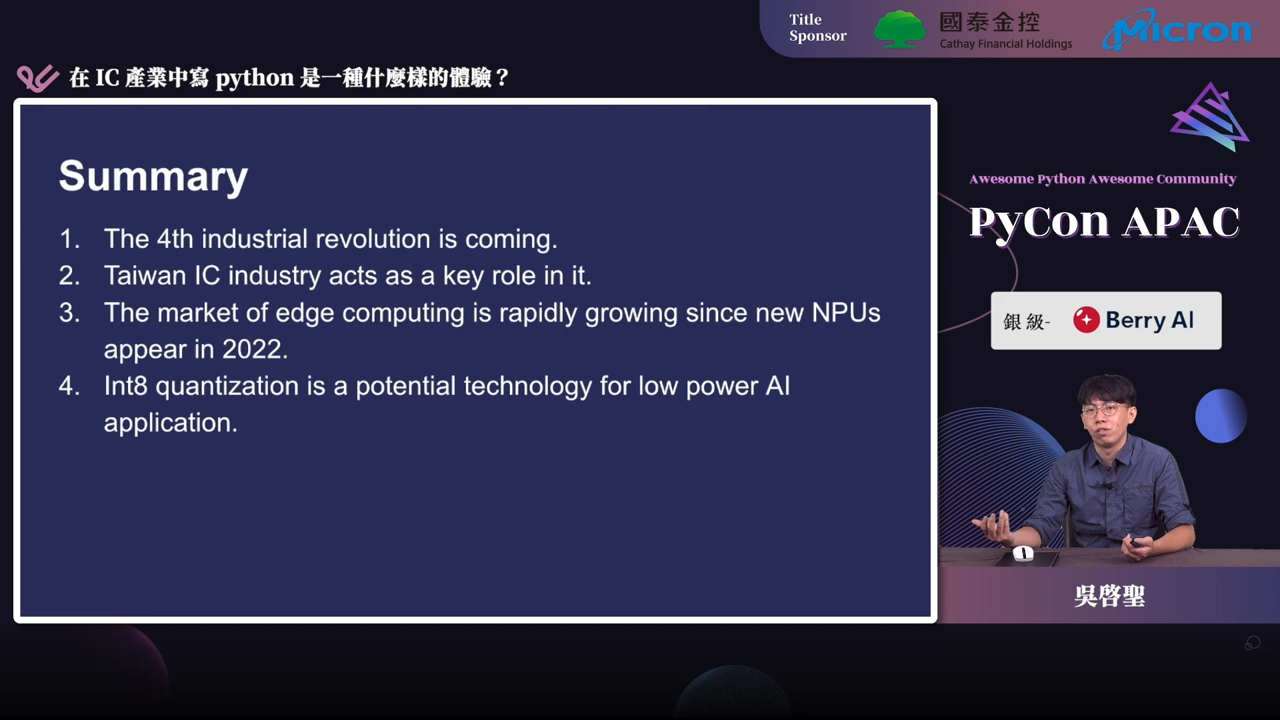 Title
Sponsor
國泰金控
Cathay Financial Holdings
Micron
在 IC 產業中寫 python 是一種什麼樣的體驗？
Summary
1. The 4th industrial revolution is coming.
2. Taiwan IC industry acts as a key role in it.
3. The market of edge computing is rapidly growing since new NPUs
appear in 2022.
4. Int8 quantization is a potential technology for low power AI
application.
Awesome Python Awesome Community
PyCon APAC
銀 級- Berry AI
吳啓聖